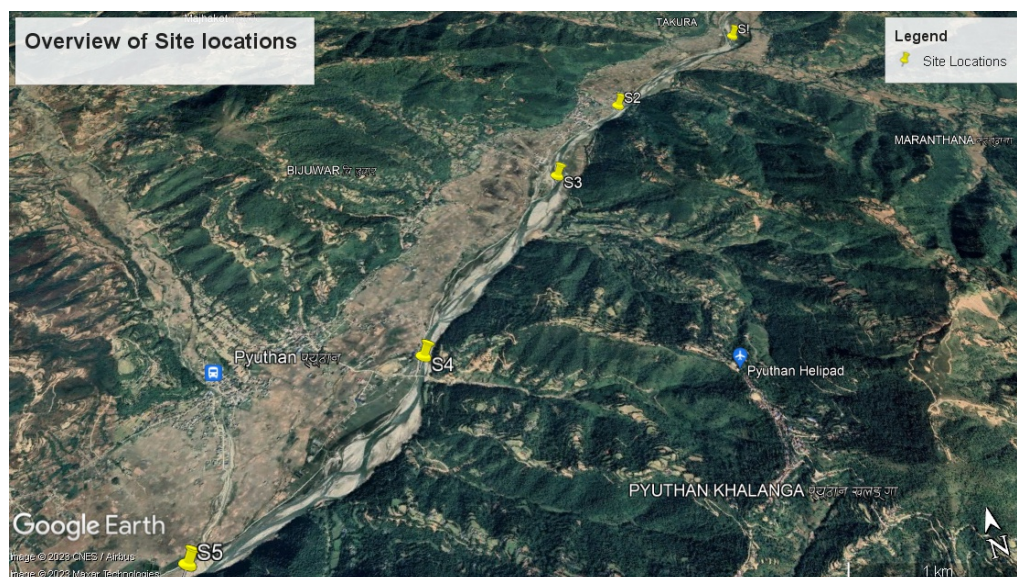 Overview of Site locations
TAKURA
S!
Legend
Site Locations
S2
MARANTHANA
BIJUWAR
S3
Pyuthan प्यूठान
S4
Pyuthan Helipad
PYUTHAN KHALANGA प्यूठान खलङ्गा
Google Earth
S5
Image © 2023 CNES / Airbus
Image © 2023 Maxar Technologies
N
1 km